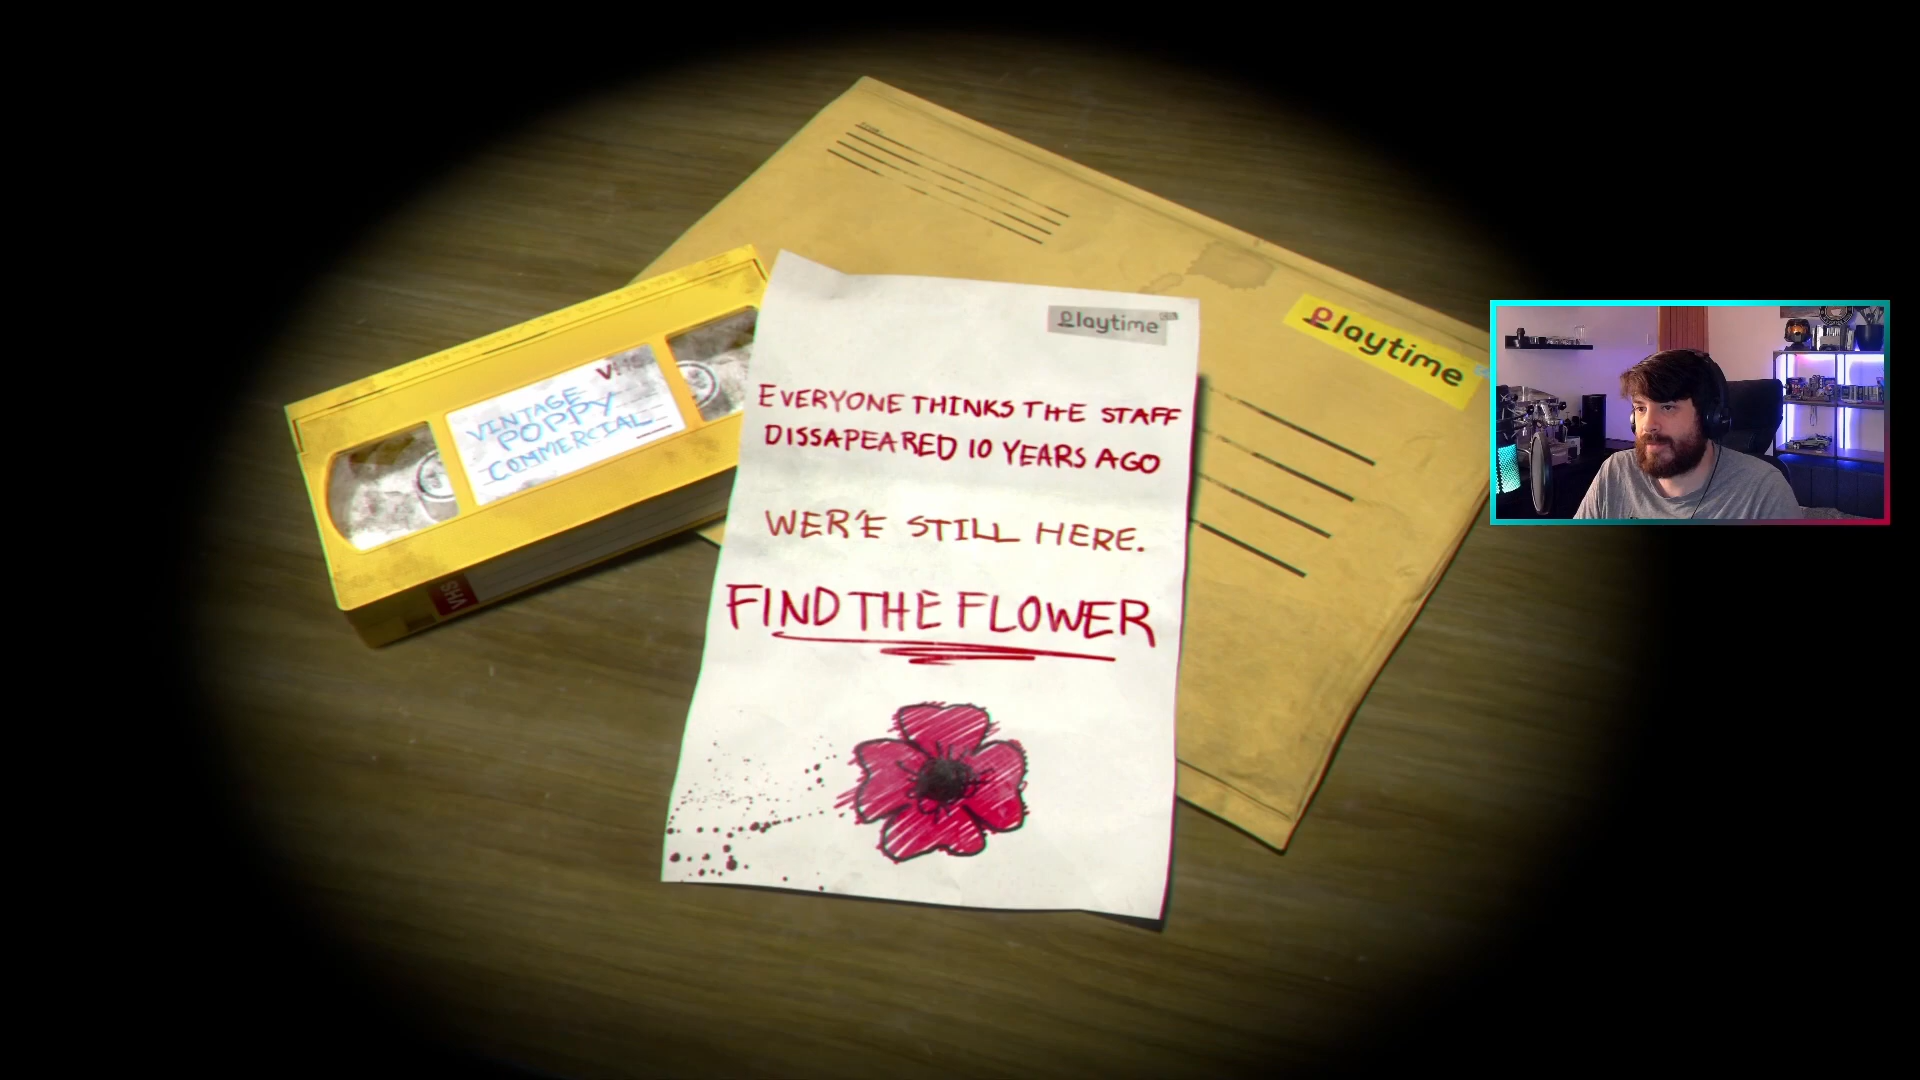 Playtime
VHS
VINTAGE
POPPY
COMMERCIAL
VHS
Playtime
EVERYONE THINKS THE STAFF
DISSAPEARED 10 YEARS AGO
WER'E STILL HERE.
FIND THE FLOWER